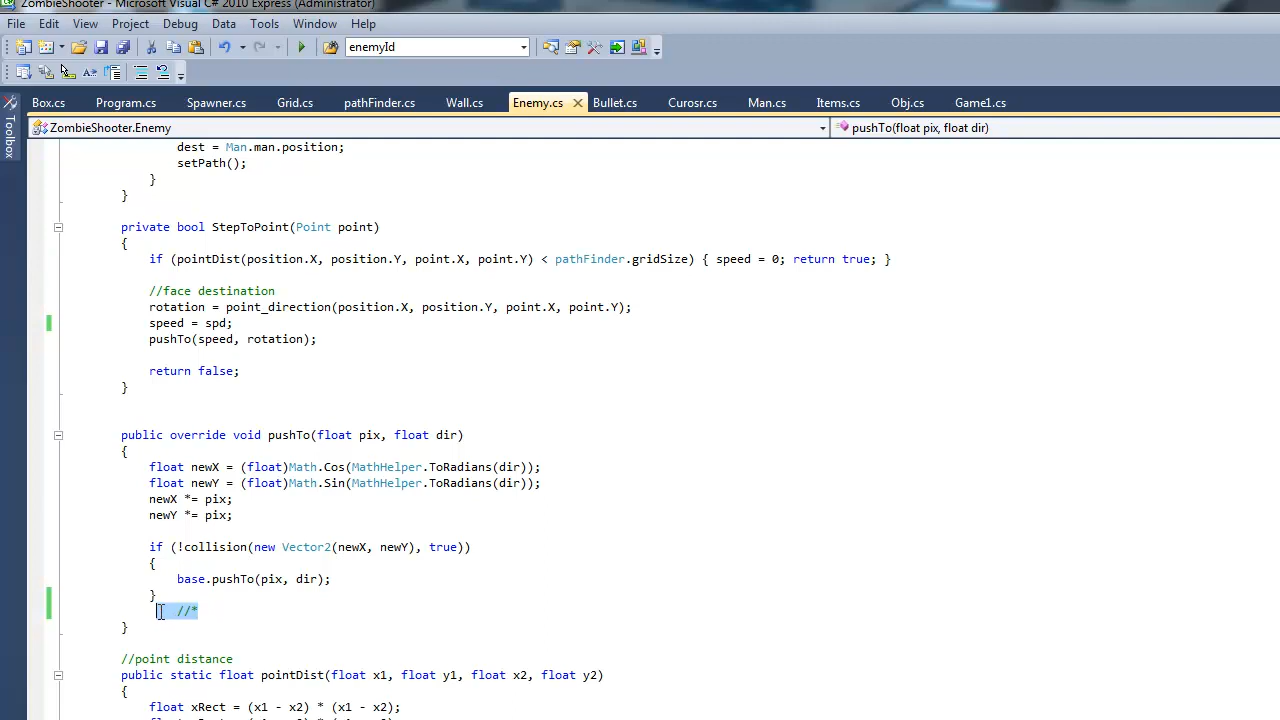 ZombieShooter - Microsoft Visual C# 2010 Express (Administrator)
File Edit View Project Debug Data Tools Window Help
enemyId
Box.cs Program.cs Spawner.cs Grid.cs pathFinder.cs Wall.cs Enemy.cs Bullet.cs Curosr.cs Man.cs Items.cs Obj.cs Game1.cs
Toolbox
ZombieShooter.Enemy pushTo(float pix, float dir)
dest = Man.man.position;
setPath();
}
}
private bool StepToPoint(Point point)
{
if (pointDist(position.X, position.Y, point.X, point.Y) < pathFinder.gridSize) { speed = 0; return true; }
//face destination
rotation = point_direction(position.X, position.Y, point.X, point.Y);
speed = spd;
pushTo(speed, rotation);
return false;
}
public override void pushTo(float pix, float dir)
{
float newX = (float)Math.Cos(MathHelper.ToRadians(dir));
float newY = (float)Math.Sin(MathHelper.ToRadians(dir));
newX *= pix;
newY *= pix;
if (!collision(new Vector2(newX, newY), true))
{
base.pushTo(pix, dir);
}
//*
}
//point distance
public static float pointDist(float x1, float y1, float x2, float y2)
{
float xRect = (x1 - x2) * (x1 - x2);